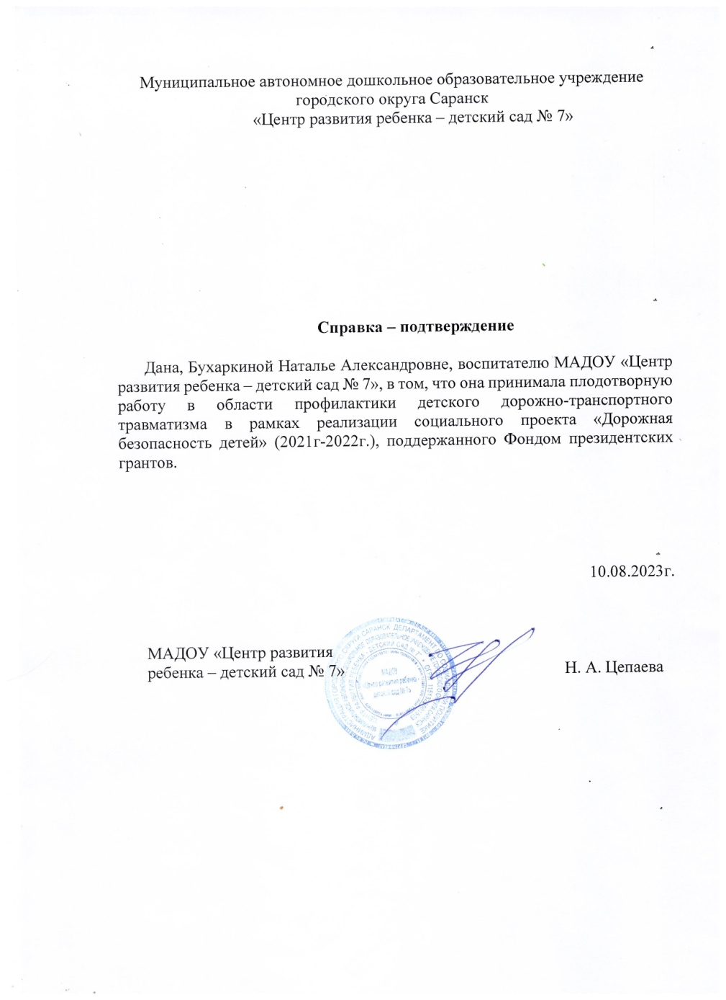 Муниципальное автономное дошкольное образовательное учреждение
городского округа Саранск
«Центр развития ребенка – детский сад № 7»
Справка – подтверждение
Дана, Бухаркиной Наталье Александровне, воспитателю МАДОУ «Центр
развития ребенка – детский сад № 7», в том, что она принимала плодотворную
работу в области профилактики детского дорожно-транспортного
травматизма в рамках реализации социального проекта «Дорожная
безопасность детей» (2021г-2022г.), поддержанного Фондом президентских
грантов.
10.08.2023г.
МАДОУ «Центр развития
ребенка – детский сад № 7»
Н. А. Цепаева
МАДОУ